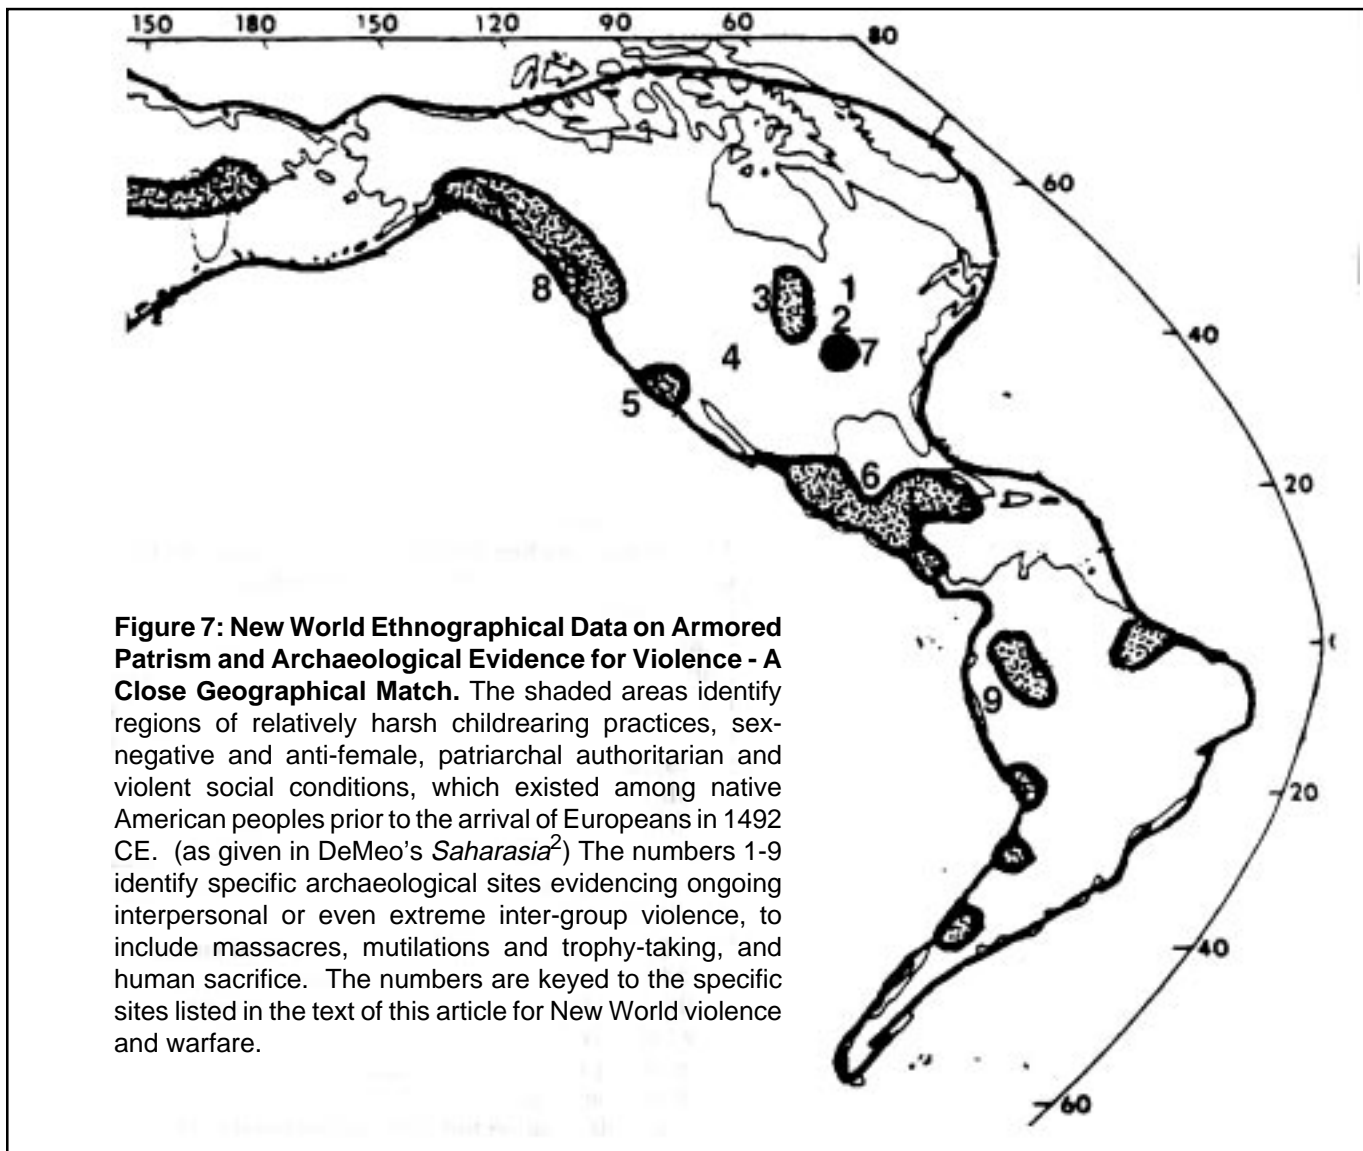 150 180 150 120 90 60 80
60
40
20
20
40
60
8
3
1
2
7
4
5
6
9
Figure 7: New World Ethnographical Data on Armored
Patrism and Archaeological Evidence for Violence - A
Close Geographical Match. The shaded areas identify
regions of relatively harsh childrearing practices, sex-
negative and anti-female, patriarchal authoritarian and
violent social conditions, which existed among native
American peoples prior to the arrival of Europeans in 1492
CE. (as given in DeMeo's Saharasia2) The numbers 1-9
identify specific archaeological sites evidencing ongoing
interpersonal or even extreme inter-group violence, to
include massacres, mutilations and trophy-taking, and
human sacrifice. The numbers are keyed to the specific
sites listed in the text of this article for New World violence
and warfare.